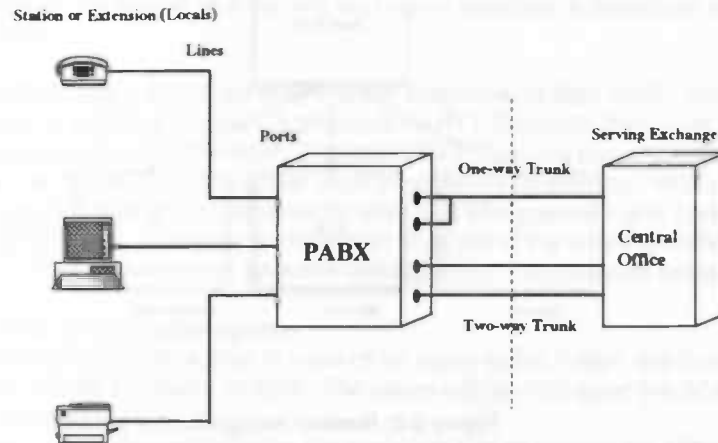 Station or Extension (Locals)
Lines
Ports
Serving Exchange
One-way Trunk
PABX
Central
Office
Two-way Trunk